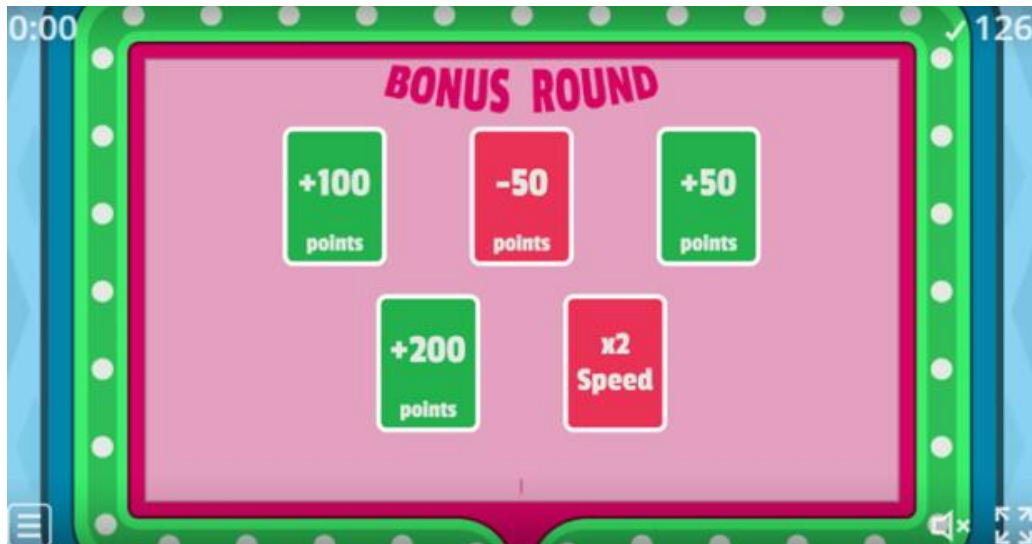 0:00
✓ 126
BONUS ROUND
+100
points
-50
points
+50
points
+200
points
x2
Speed